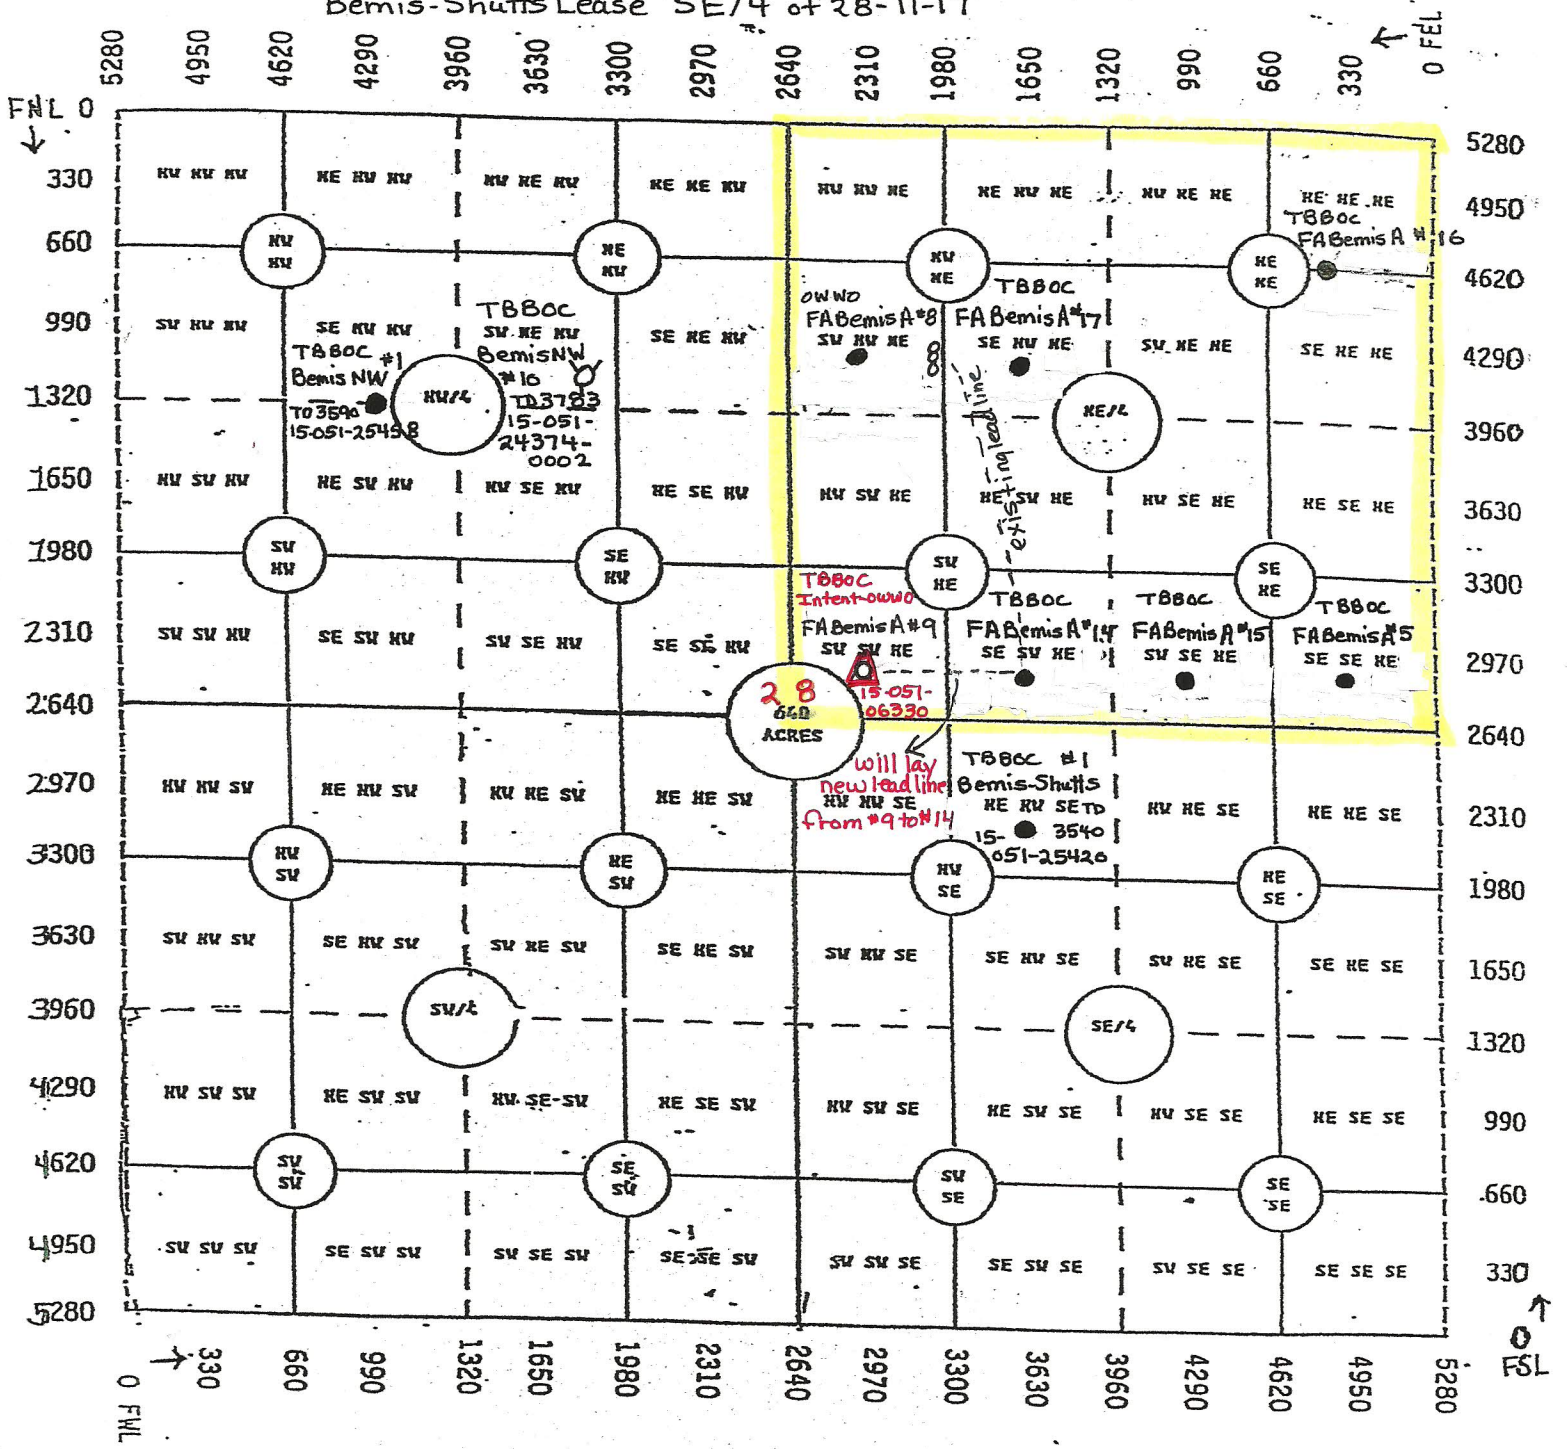 Bemis-Shutts Lease SE/4 of 28-11-17
5280 4950 4620 4290 3960 3630 3300 2970 2640 2310 1980 1650 1320 990 660 330 0 FEL
FNL 0
5280
330
NW NW NW NE NW NW NW NE NW NE NE NW NW NW NE NE NW NE NW NE NE NE NE NE
4950
TBBOC
FABemis A #16
660
NW NW
NE NW
NW NE
NE NE
4620
OWWO
FABemis A #8
SW NW NE
TBBOC
FABemis A #17
SE NW NE
990
SW NW NW SE NW NW
TBBOC
SW NE NW
Bemis NW
#10
TD3783
15-051-
24374-
0002
SE NE NW
SW NE NE SE NE NE
4290
TBBOC #1
Bemis NW
TD 3590
15-051-25458
1320
NW/4
NE/4
3960
existing lead line
1650
NW SW NW NE SW NW NW SE NW NE SE NW NW SW NE NE SW NE NW SE NE NE SE NE
3630
1980
SW NW
SE NW
SW NE
SE NE
3300
TBBOC
Intent-OWWO
FABemis A #9
SW SW NE
15-051-
06330
TBBOC
FABemis A #14
SE SW NE
TBBOC
FABemis A #15
SW SE NE
TBBOC
FABemis A #5
SE SE NE
2310
SW SW NW SE SW NW SW SE NW SE SE NW
2970
2640
28
640
ACRES
2640
will lay
new lead line
from #9 to #14
TBBOC #1
Bemis-Shutts
NE NW SE TD
15- 3540
051-25420
2970
NW NW SW NE NW SW NW NE SW NE NE SW NW NW SE NW NE SE NE NE SE
2310
3300
NW SW
NE SW
NW SE
NE SE
1980
3630
SW NW SW SE NW SW SW NE SW SE NE SW SW NW SE SE NW SE SW NE SE SE NE SE
1650
3960
SW/4
SE/4
1320
4290
NW SW SW NE SW SW NW SE-SW NE SE SW NW SW SE NE SW SE NW SE SE NE SE SE
990
4620
SW SW
SE SW
SW SE
SE SE
660
4950
SW SW SW SE SW SW SW SE SW SE-SE SW SW SW SE SE SW SE SW SE SE SE SE SE
330
5280
0
FSL
0 FWL 330 660 990 1320 1650 1980 2310 2640 2970 3300 3630 3960 4290 4620 4950 5280